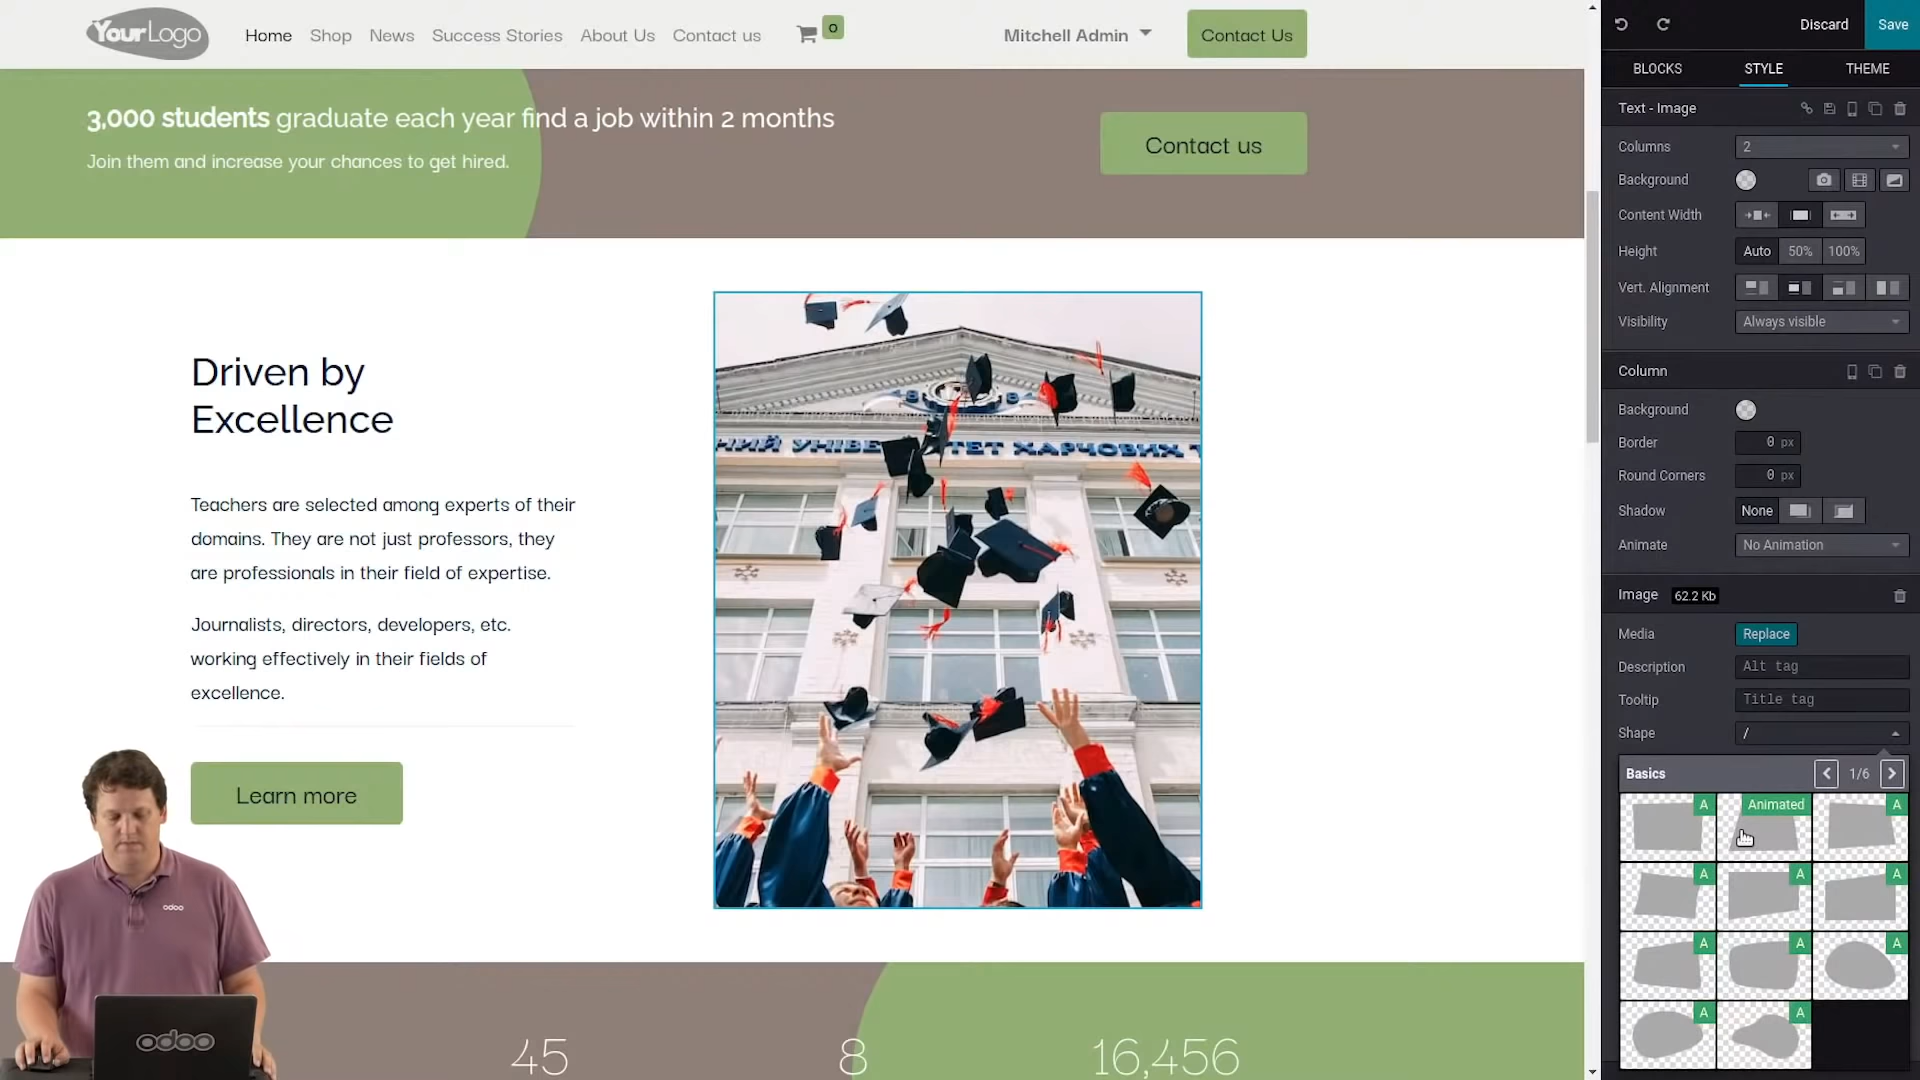 YourLogo
Home Shop News Success Stories About Us Contact us 0 Mitchell Admin Contact Us
3,000 students graduate each year find a job within 2 months
Join them and increase your chances to get hired.
Contact us
Driven by
Excellence
Teachers are selected among experts of their
domains. They are not just professors, they
are professionals in their field of expertise.
Journalists, directors, developers, etc.
working effectively in their fields of
excellence.
Learn more
НИЙ УНІВЕ ТЕТ ХАРЧОВИХ Т
odoo
odoo
45 8 16,456
Discard Save
BLOCKS STYLE THEME
Text - Image
Columns 2
Background
Content Width
Height Auto 50% 100%
Vert. Alignment
Visibility Always visible
Column
Background
Border 0 px
Round Corners 0 px
Shadow None
Animate No Animation
Image 62.2 Kb
Media Replace
Description Alt tag
Tooltip Title tag
Shape /
Basics 1/6
A Animated A
A A A
A A A
A A